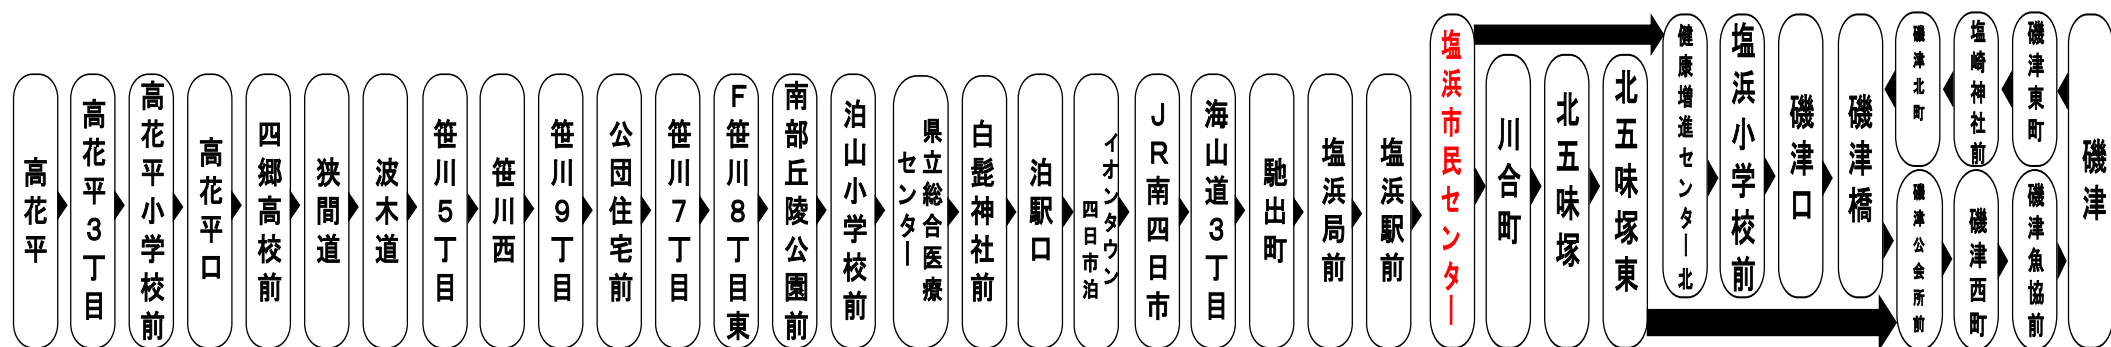 高花平
高花平３丁目
高花平小学校前
高花平口
四郷高校前
狭間道
波木道
笹川５丁目
笹川西
笹川９丁目
公団住宅前
笹川７丁目
Ｆ笹川８丁目東
南部丘陵公園前
泊山小学校前
県立総合医療
センター
白髭神社前
泊駅口
イオンタウン
四日市泊
ＪＲ南四日市
海山道３丁目
馳出町
塩浜局前
塩浜駅前
塩浜市民センター
川合町
北五味塚
北五味塚東
健康増進センター北
塩浜小学校前
磯津口
磯津橋
磯津北町
塩崎神社前
磯津東町
磯津公会所前
磯津西町
磯津魚協前
磯津